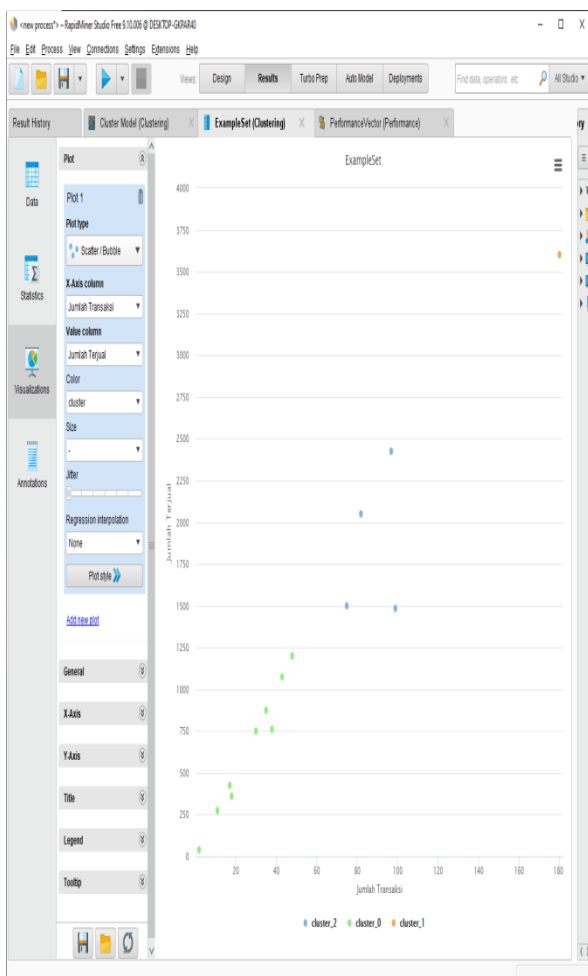 <new process*> – RapidMiner Studio Free 9.10.006 @ DESKTOP-GKPAR40
File Edit Process View Connections Settings Extensions Help
Views: Design Results Turbo Prep Auto Model Deployments Find data, operators, etc All Studio
Result History Cluster Model (Clustering) ExampleSet (Clustering) PerformanceVector (Performance) ry
Data
Statistics
Visualizations
Annotations
Plot
Plot 1
Plot type
Scatter / Bubble
X-Axis column
Jumlah Transaksi
Value column
Jumlah Terjual
Color
cluster
Size
-
Jitter
Regression interpolation
None
Plot style
Add new plot
General
X-Axis
Y-Axis
Title
Legend
Tooltip
ExampleSet
Jumlah Terjual
4000
3750
3500
3250
3000
2750
2500
2250
2000
1750
1500
1250
1000
750
500
250
0
20 40 60 80 100 120 140 160 180
Jumlah Transaksi
cluster_2 cluster_0 cluster_1